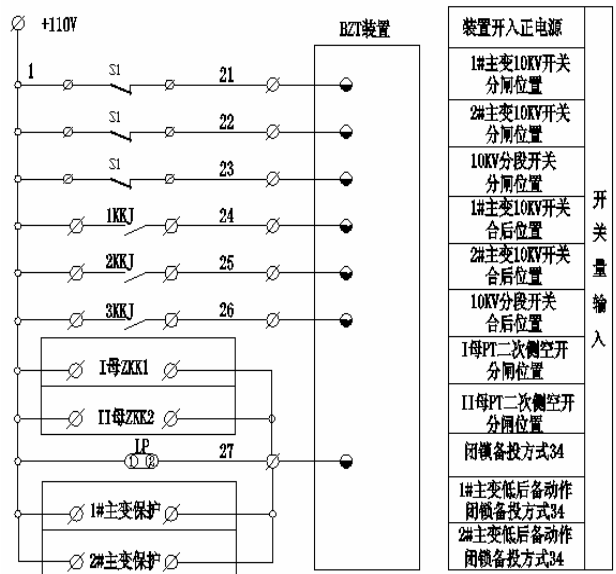 +110V
BZT装置
1
S1
21
S1
22
S1
23
1KKJ
24
2KKJ
25
3KKJ
26
I母ZKK1
II母ZKK2
LP
① ②
27
1#主变保护
2#主变保护
装置开入正电源
1#主变10KV开关
分闸位置
2#主变10KV开关
分闸位置
10KV分段开关
分闸位置
1#主变10KV开关
合后位置
2#主变10KV开关
合后位置
10KV分段开关
合后位置
I母PT二次侧空开
分闸位置
II母PT二次侧空开
分闸位置
闭锁备投方式34
1#主变低后备动作
闭锁备投方式34
2#主变低后备动作
闭锁备投方式34
开关量输入